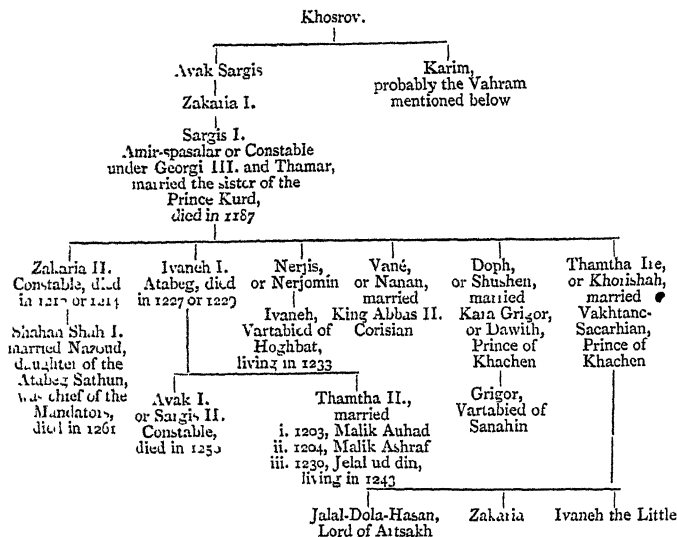 Khosrov.
Avak Sargis
Karim,
probably the Vahram
mentioned below
Zakaria I.
Sargis I.
Amir-spasalar or Constable
under Georgi III. and Thamar,
married the sister of the
Prince Kurd,
died in 1187
Zakaria II.
Constable, died
in or
Shahan Shah I.
married
daughter of the
Atabeg Sathun,
was chief of the
Mandators,
died in 1261
Ivaneh I.
Atabeg, died
in 1227 or 1229
Nerjis,
or Nerjomin
Ivaneh,
Vartabied of
Hoghbat,
living in 1233
Vané,
or Nanan,
married
King Abbas II.
Corisian
Doph,
or Shushen,
married
Kara Grigor,
or Dawith,
Prince of
Khachen
Grigor,
Vartabied of
Sanahin
Thamtha
or Khorishah,
married
Vakhtanc-
Sacarhian,
Prince of
Khachen
Avak I.
or Sargis II.
Constable,
died in
Thamtha II.,
married
i. 1203, Malik Auhad
ii. 1204, Malik Ashraf
iii. 1230, Jelal ud din,
living in 1243
Jalal-Dola-Hasan,
Lord of Artsakh
Zakaria
Ivaneh the Little